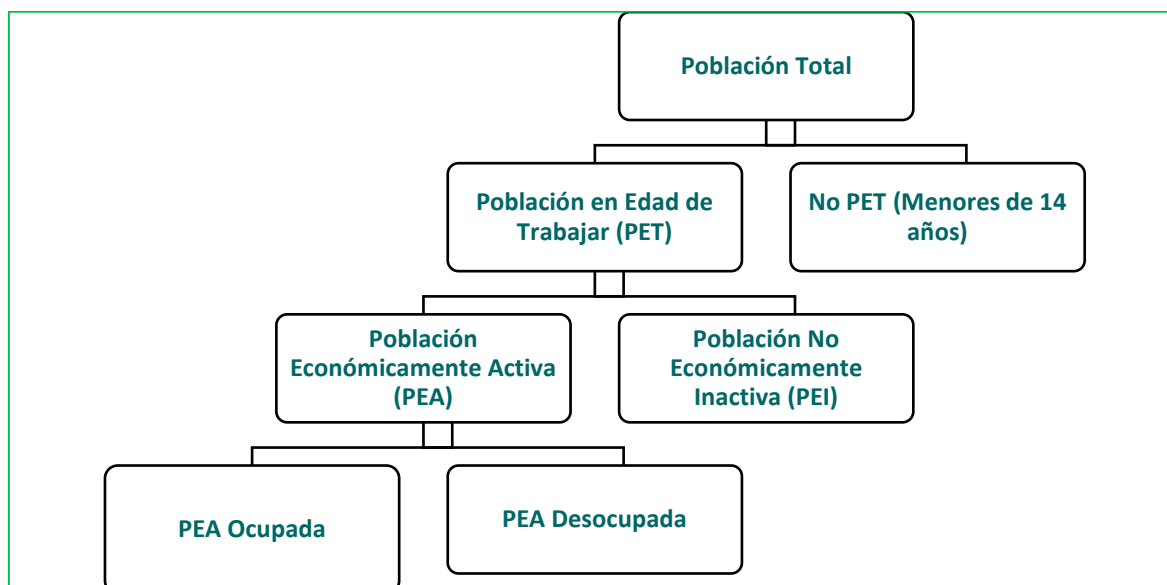 Población Total
Población en Edad de
Trabajar (PET)
No PET (Menores de 14
años)
Población
Económicamente Activa
(PEA)
Población No
Económicamente
Inactiva (PEI)
PEA Ocupada
PEA Desocupada